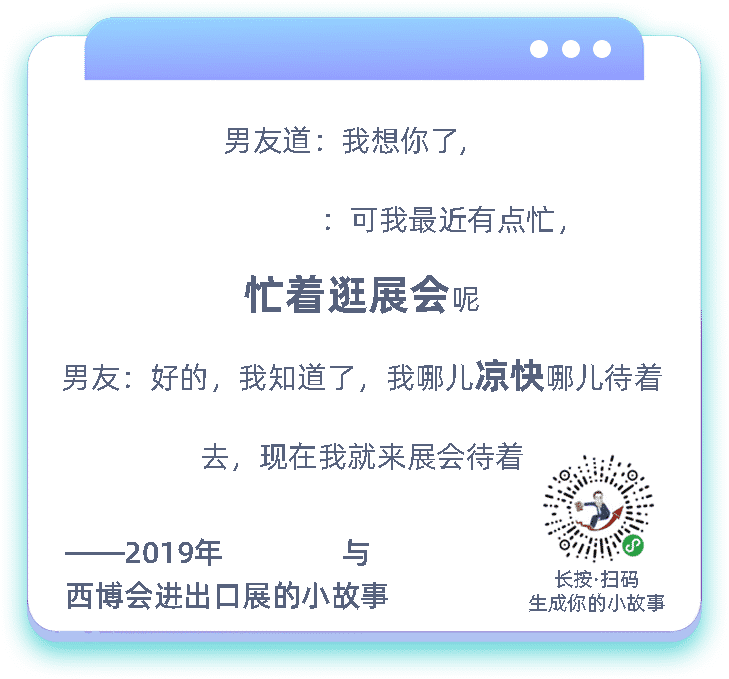 男友道：我想你了，
：可我最近有点忙，
忙着逛展会呢
男友：好的，我知道了，我哪儿凉快哪儿待着
去，现在我就来展会待着
——2019年 与
西博会进出口展的小故事
长按·扫码
生成你的小故事